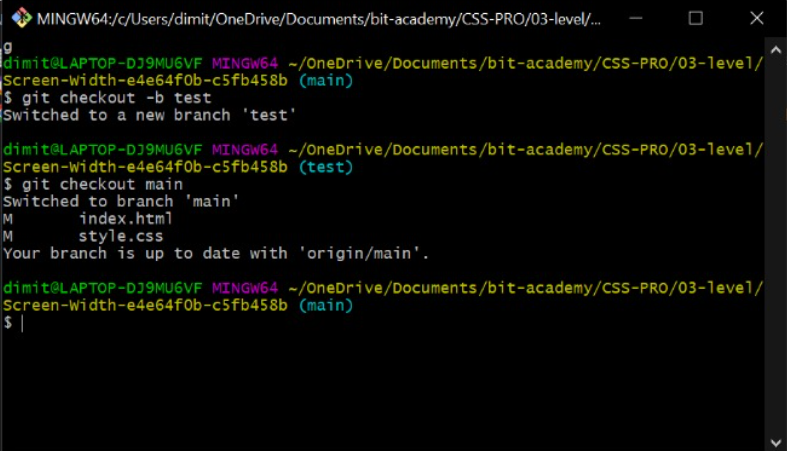 MINGW64:/c/Users/dimit/OneDrive/Documents/bit-academy/CSS-PRO/03-level/...
g
dimit@LAPTOP-DJ9MU6VF MINGW64 ~/OneDrive/Documents/bit-academy/CSS-PRO/03-level/
Screen-Width-e4e64f0b-c5fb458b (main)
$ git checkout -b test
Switched to a new branch 'test'
dimit@LAPTOP-DJ9MU6VF MINGW64 ~/OneDrive/Documents/bit-academy/CSS-PRO/03-level/
Screen-Width-e4e64f0b-c5fb458b (test)
$ git checkout main
Switched to branch 'main'
M       index.html
M       style.css
Your branch is up to date with 'origin/main'.
dimit@LAPTOP-DJ9MU6VF MINGW64 ~/OneDrive/Documents/bit-academy/CSS-PRO/03-level/
Screen-Width-e4e64f0b-c5fb458b (main)
$